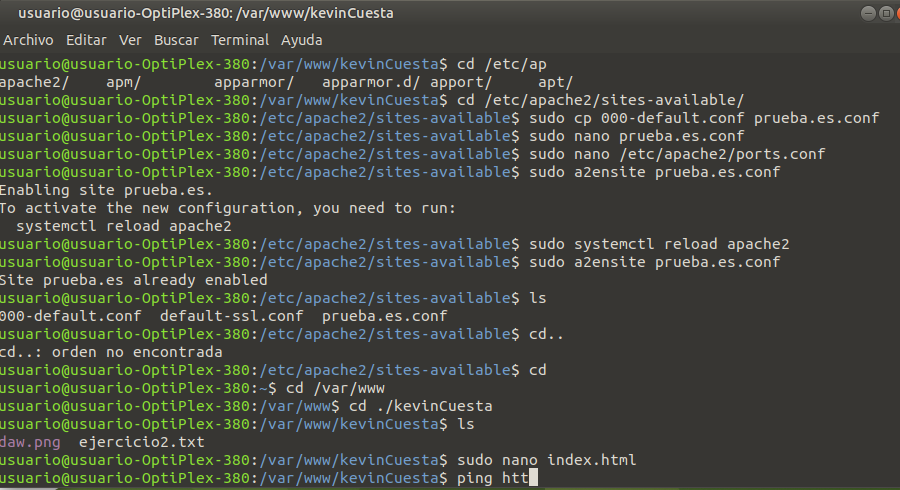 usuario@usuario-OptiPlex-380: /var/www/kevinCuesta
Archivo Editar Ver Buscar Terminal Ayuda
usuario@usuario-OptiPlex-380:/var/www/kevinCuesta$ cd /etc/ap
apache2/ apm/ apparmor/ apparmor.d/ apport/ apt/
usuario@usuario-OptiPlex-380:/var/www/kevinCuesta$ cd /etc/apache2/sites-available/
usuario@usuario-OptiPlex-380:/etc/apache2/sites-available$ sudo cp 000-default.conf prueba.es.conf
usuario@usuario-OptiPlex-380:/etc/apache2/sites-available$ sudo nano prueba.es.conf
usuario@usuario-OptiPlex-380:/etc/apache2/sites-available$ sudo nano /etc/apache2/ports.conf
usuario@usuario-OptiPlex-380:/etc/apache2/sites-available$ sudo a2ensite prueba.es.conf
Enabling site prueba.es.
To activate the new configuration, you need to run:
  systemctl reload apache2
usuario@usuario-OptiPlex-380:/etc/apache2/sites-available$ sudo systemctl reload apache2
usuario@usuario-OptiPlex-380:/etc/apache2/sites-available$ sudo a2ensite prueba.es.conf
Site prueba.es already enabled
usuario@usuario-OptiPlex-380:/etc/apache2/sites-available$ ls
000-default.conf default-ssl.conf prueba.es.conf
usuario@usuario-OptiPlex-380:/etc/apache2/sites-available$ cd..
cd..: orden no encontrada
usuario@usuario-OptiPlex-380:/etc/apache2/sites-available$ cd
usuario@usuario-OptiPlex-380:~$ cd /var/www
usuario@usuario-OptiPlex-380:/var/www$ cd ./kevinCuesta
usuario@usuario-OptiPlex-380:/var/www/kevinCuesta$ ls
daw.png ejercicio2.txt
usuario@usuario-OptiPlex-380:/var/www/kevinCuesta$ sudo nano index.html
usuario@usuario-OptiPlex-380:/var/www/kevinCuesta$ ping htt